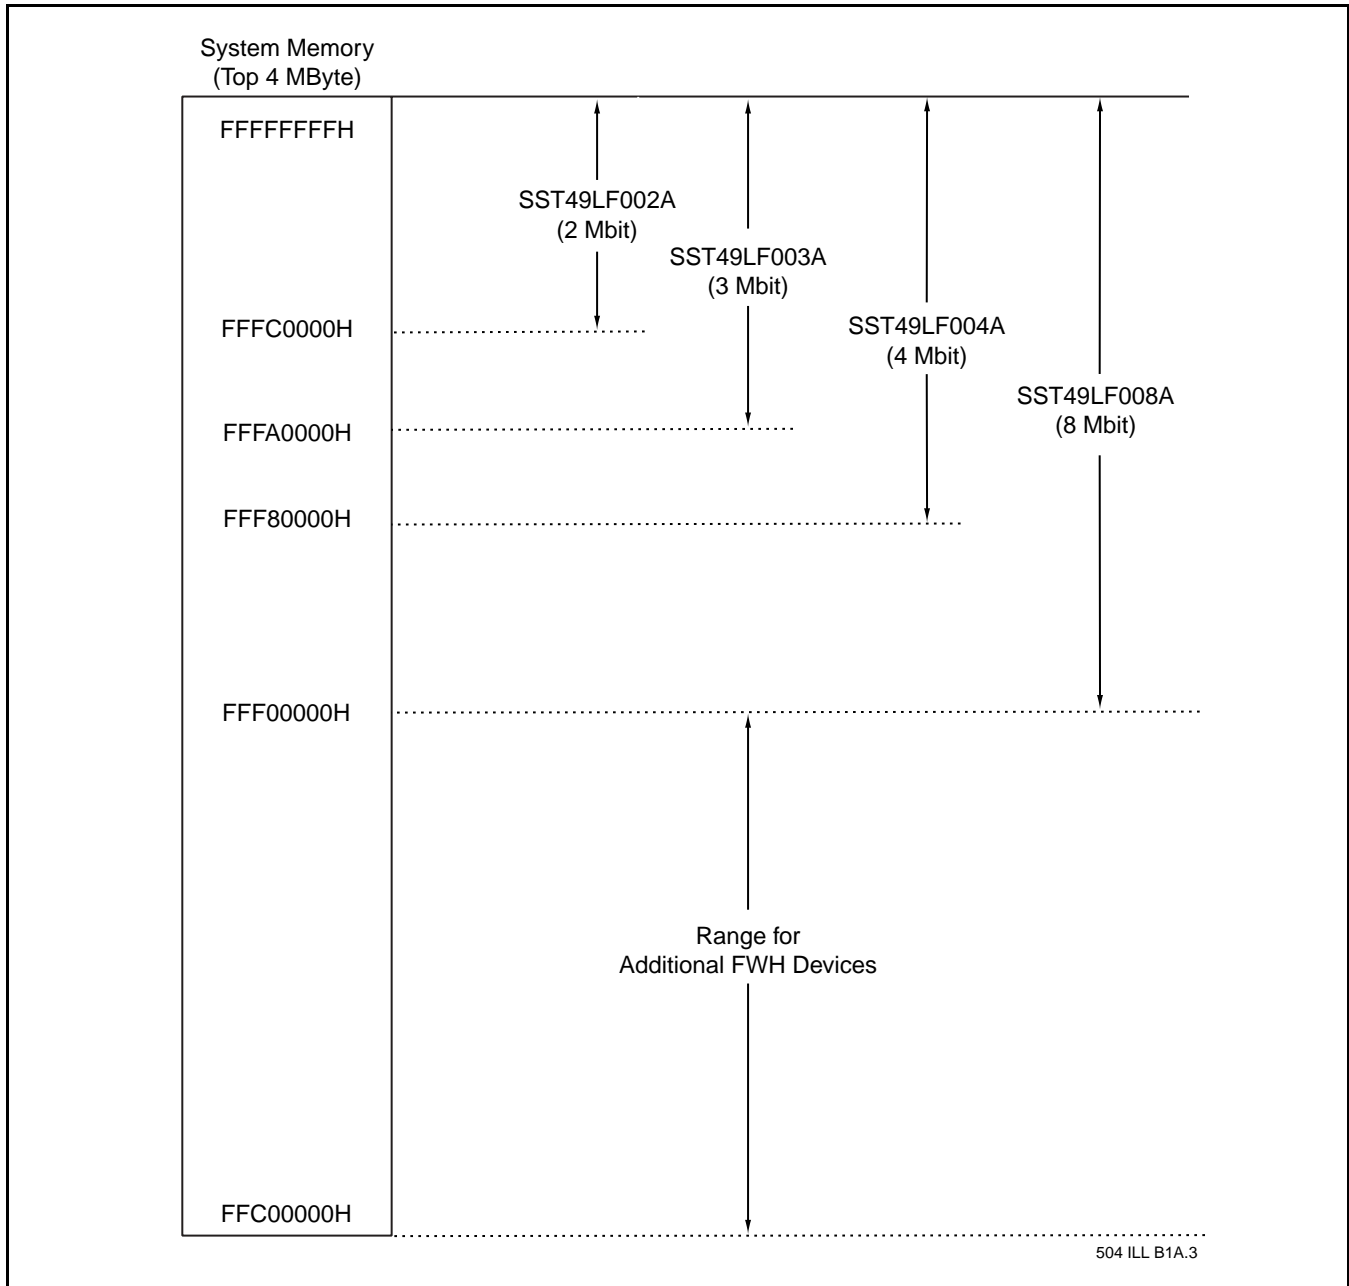 System Memory
(Top 4 MByte)
FFFFFFFFH
SST49LF002A
(2 Mbit)
SST49LF003A
(3 Mbit)
FFFC0000H
SST49LF004A
(4 Mbit)
SST49LF008A
(8 Mbit)
FFFA0000H
FFF80000H
FFF00000H
Range for
Additional FWH Devices
FFC00000H
504 ILL B1A.3